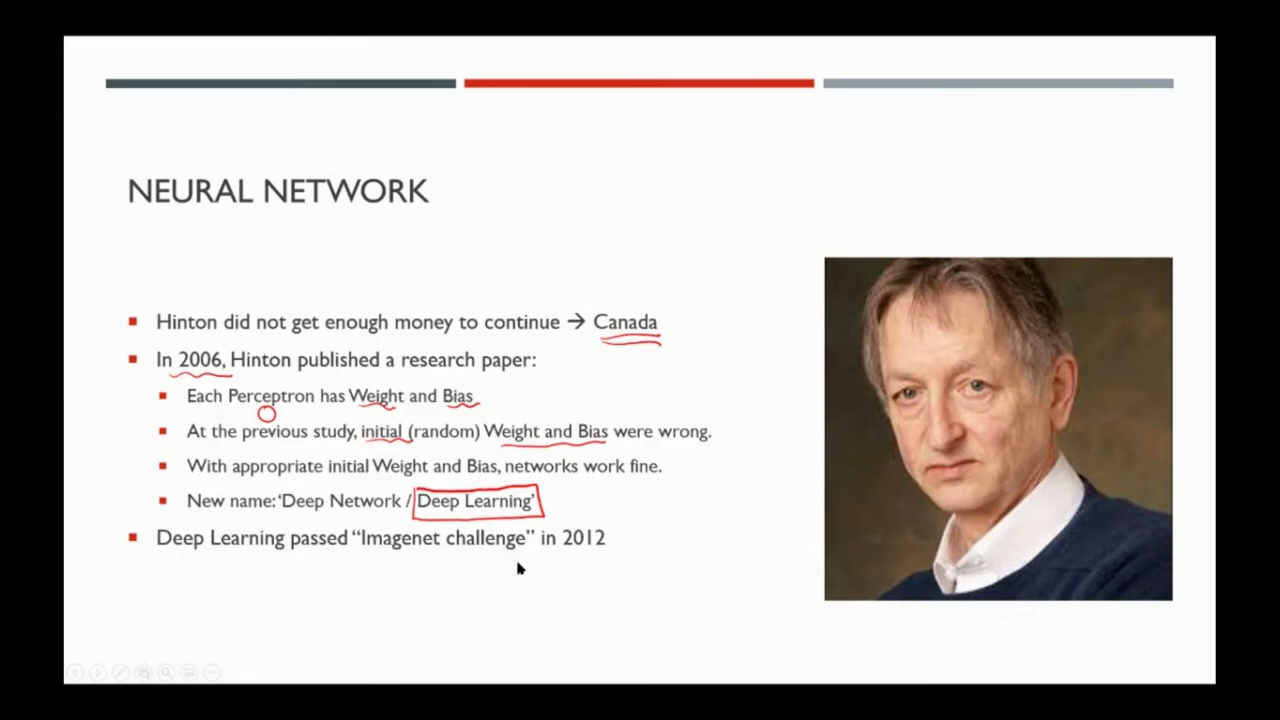 NEURAL NETWORK
Hinton did not get enough money to continue → Canada
In 2006, Hinton published a research paper:
Each Perceptron has Weight and Bias
At the previous study, initial (random) Weight and Bias were wrong.
With appropriate initial Weight and Bias, networks work fine.
New name: ‘Deep Network / Deep Learning’
Deep Learning passed “Imagenet challenge” in 2012